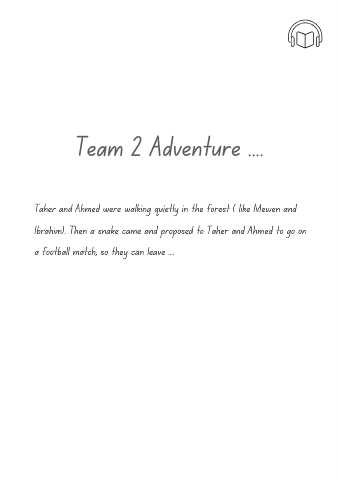 Team 2 Adventure ....
Taher and Ahmed were walking quietly in the forest ( like Mewen and
Ibrahim). Then a snake came and proposed to Taher and Ahmed to go on
a football match; so they can leave ...